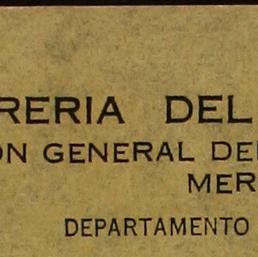 RERIA DEL
ON GENERAL DE
MER
DEPARTAMENTO